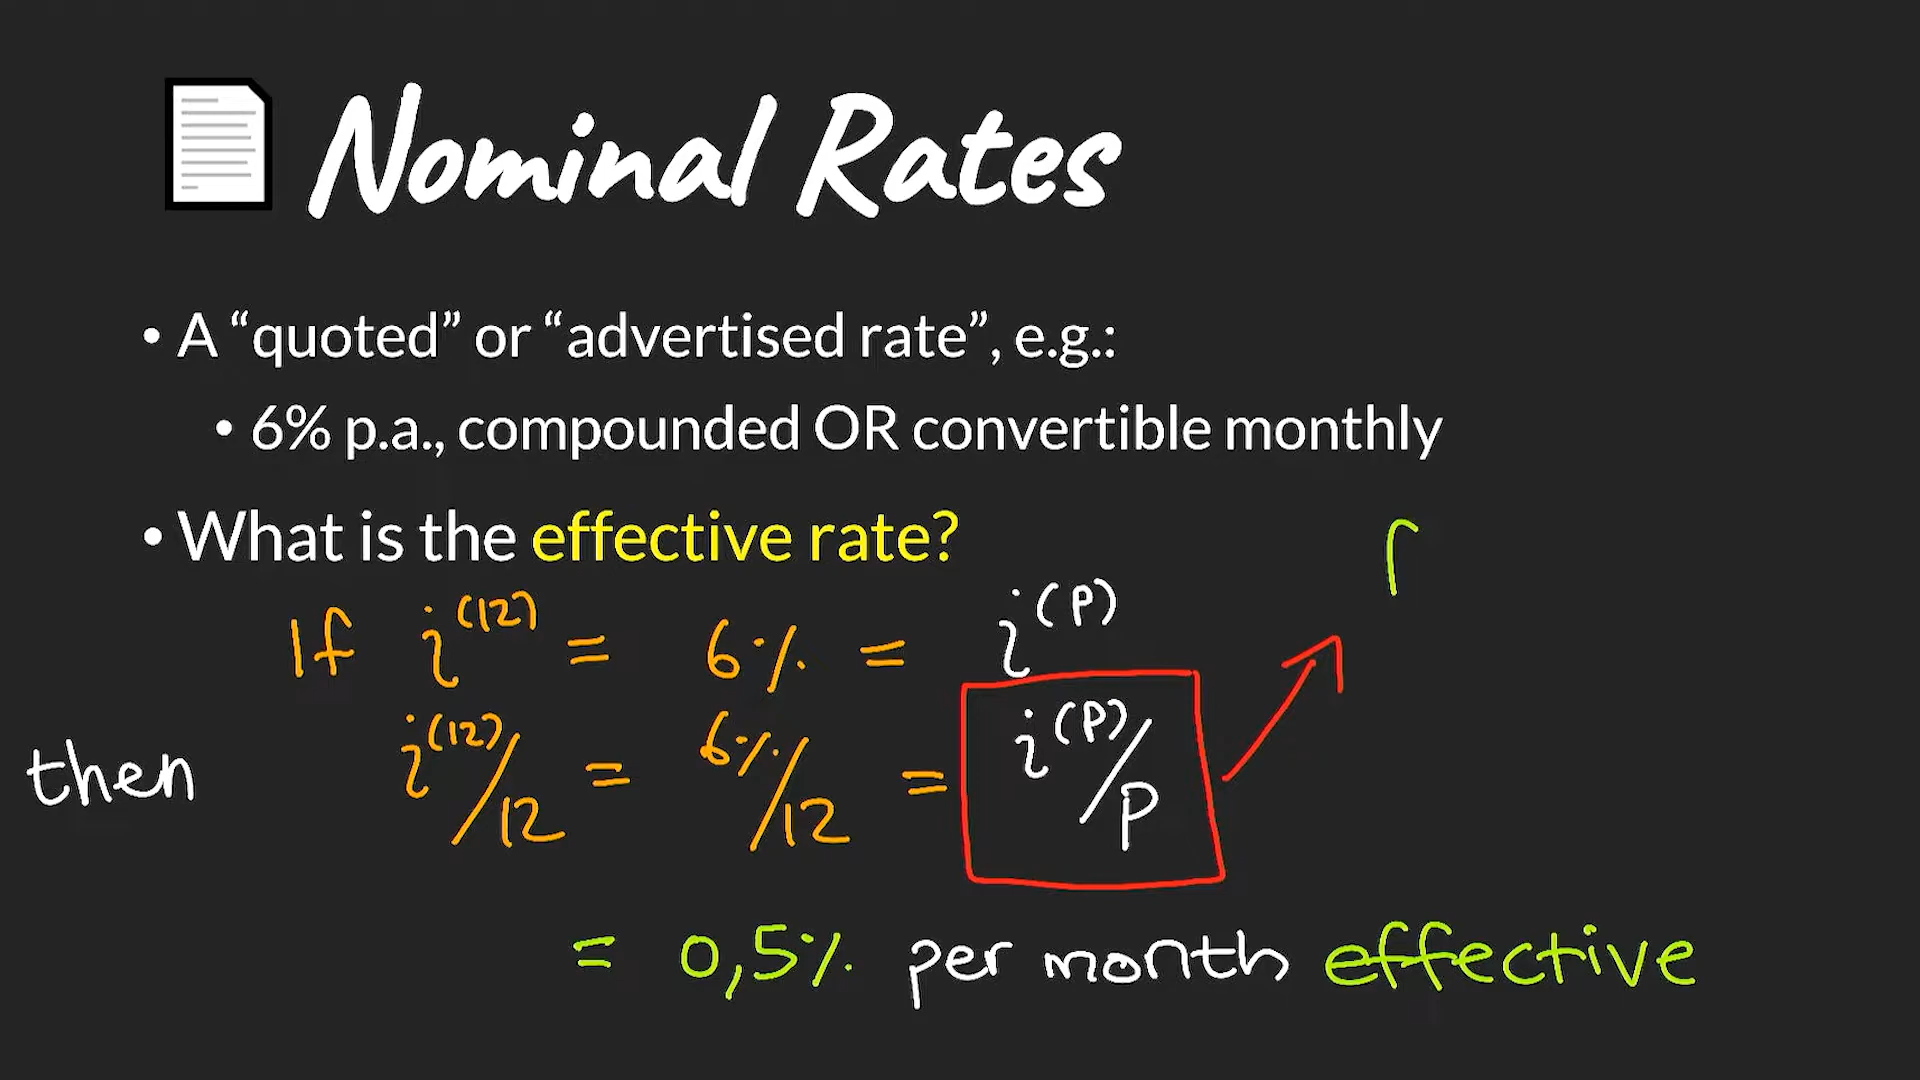 Nominal Rates
• A “quoted” or “advertised rate”, e.g.:
• 6% p.a., compounded OR convertible monthly
• What is the effective rate?
If i^(12) = 6% = i^(p)
then i^(12)/12 = 6%/12 = i^(p)/p
= 0,5% per month effective